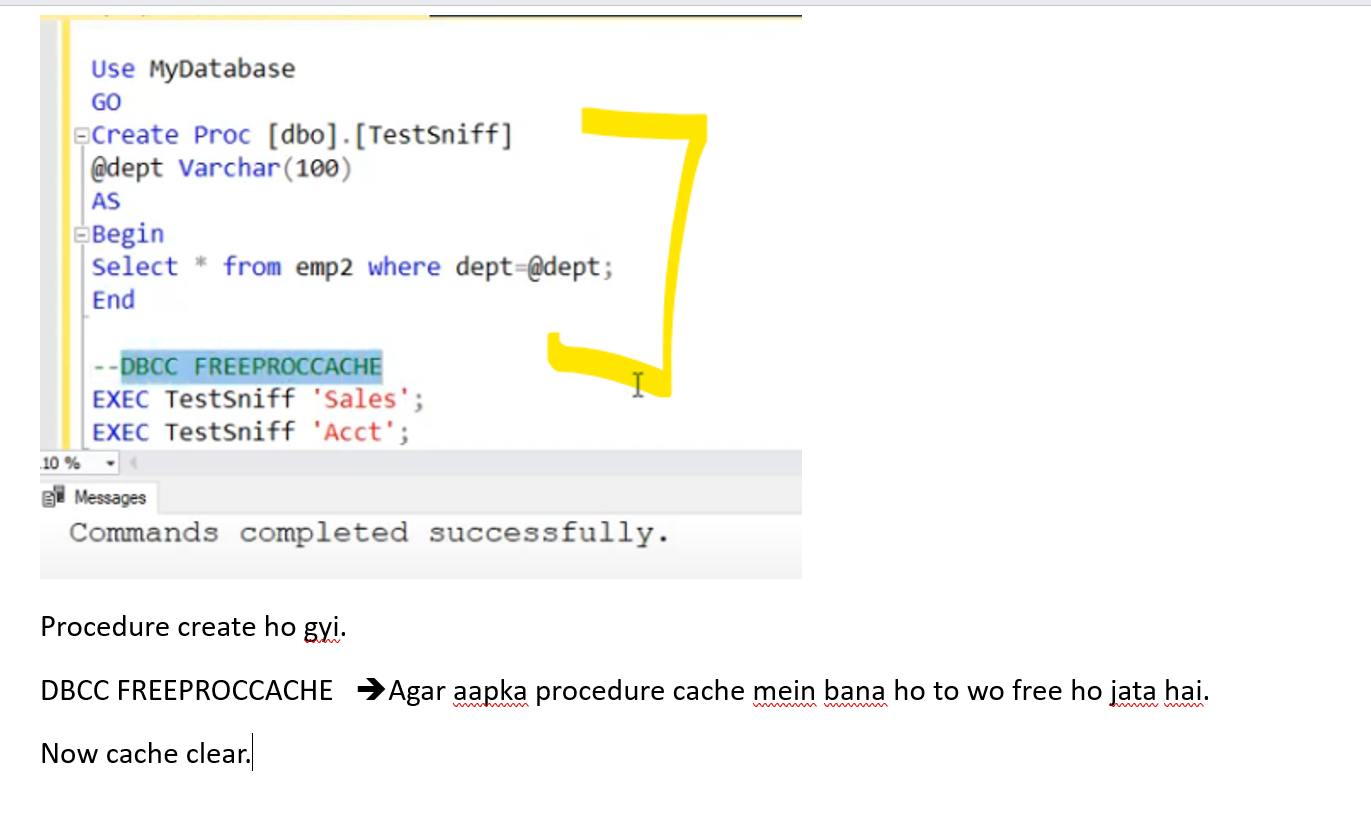 Use MyDatabase
GO
Create Proc [dbo].[TestSniff]
@dept Varchar(100)
AS
Begin
Select * from emp2 where dept=@dept;
End
--DBCC FREEPROCCACHE
EXEC TestSniff 'Sales';
EXEC TestSniff 'Acct';
10 %
Messages
Commands completed successfully.
Procedure create ho gyi.
DBCC FREEPROCCACHE ➔Agar aapka procedure cache mein bana ho to wo free ho jata hai.
Now cache clear.